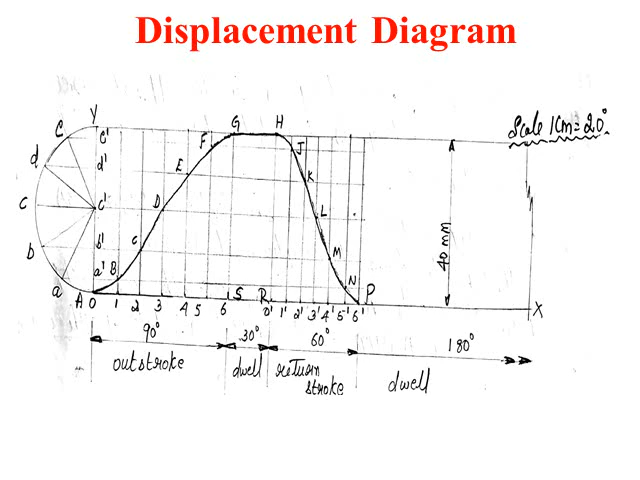 Displacement Diagram
Scale 1Cm=20°
Y G H
C c' F J
d d' E K
c c' D L
b b' C M
40 mm
a a' B N
A 0 1 2 3 4 5 6 S R 0' 1' 2' 3' 4' 5' 6' P X
90° 30° 60° 180°
outstroke dwell return stroke dwell